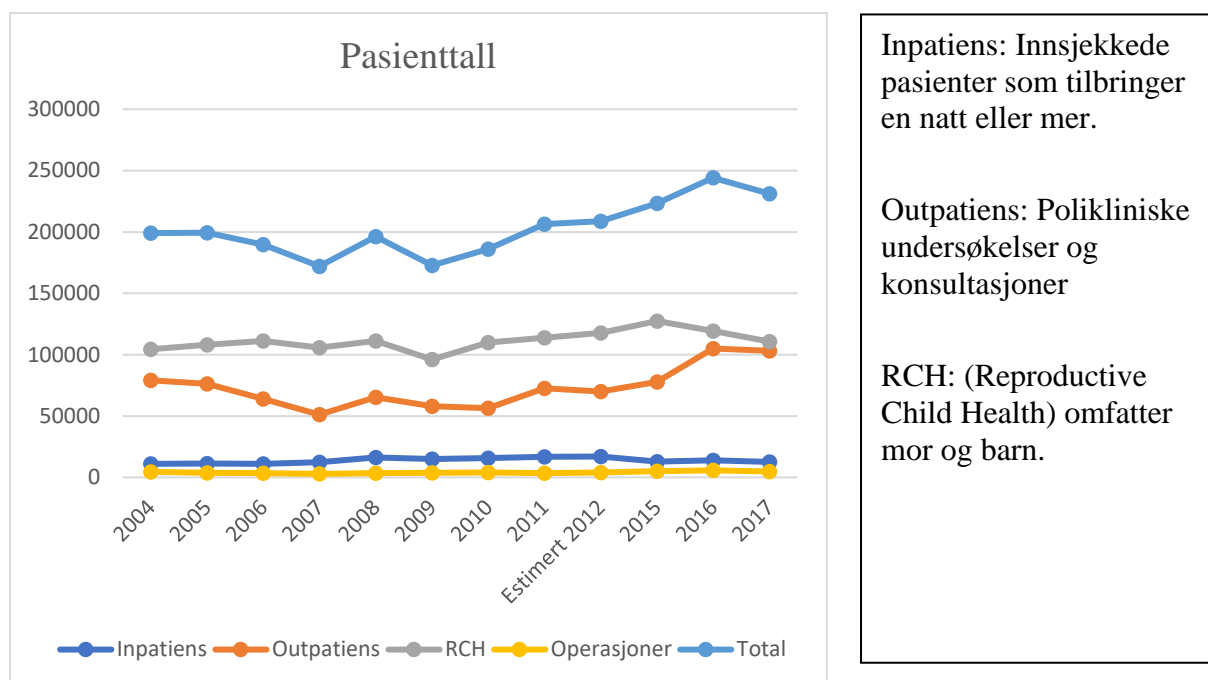 Pasienttall
300000
250000
200000
150000
100000
50000
0
2004
2005
2006
2007
2008
2009
2010
2011
Estimert 2012
2015
2016
2017
Inpatiens Outpatiens RCH Operasjoner Total
Inpatiens: Innsjekkede
pasienter som tilbringer
en natt eller mer.
Outpatiens: Polikliniske
undersøkelser og
konsultasjoner
RCH: (Reproductive
Child Health) omfatter
mor og barn.